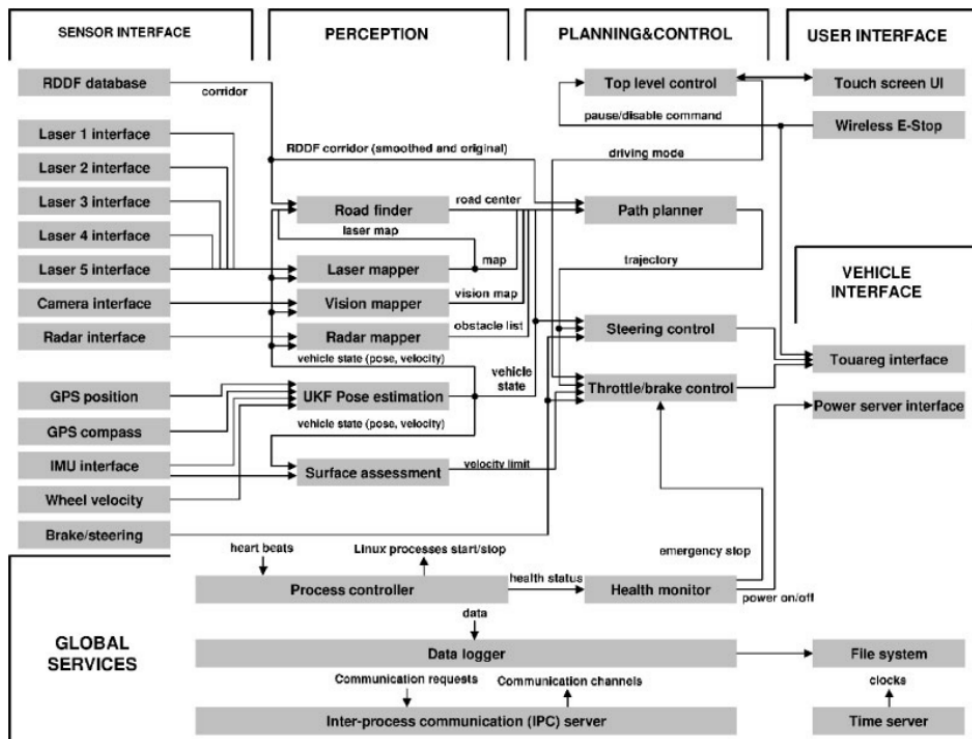 SENSOR INTERFACE
PERCEPTION
PLANNING&CONTROL
USER INTERFACE
RDDF database
corridor
Top level control
Touch screen UI
pause/disable command
Wireless E-Stop
Laser 1 interface
Laser 2 interface
Laser 3 interface
Laser 4 interface
Laser 5 interface
Camera interface
Radar interface
RDDF corridor (smoothed and original)
driving mode
Road finder
road center
Path planner
laser map
Laser mapper
map
trajectory
Vision mapper
vision map
Radar mapper
obstacle list
Steering control
VEHICLE
INTERFACE
Touareg interface
vehicle state (pose, velocity)
vehicle
state
GPS position
UKF Pose estimation
Throttle/brake control
Power server interface
GPS compass
vehicle state (pose, velocity)
IMU interface
Surface assessment
velocity limit
Wheel velocity
Brake/steering
heart beats
Linux processes start/stop
emergency stop
Process controller
health status
Health monitor
power on/off
data
GLOBAL
SERVICES
Data logger
File system
Communication requests
Communication channels
clocks
Inter-process communication (IPC) server
Time server